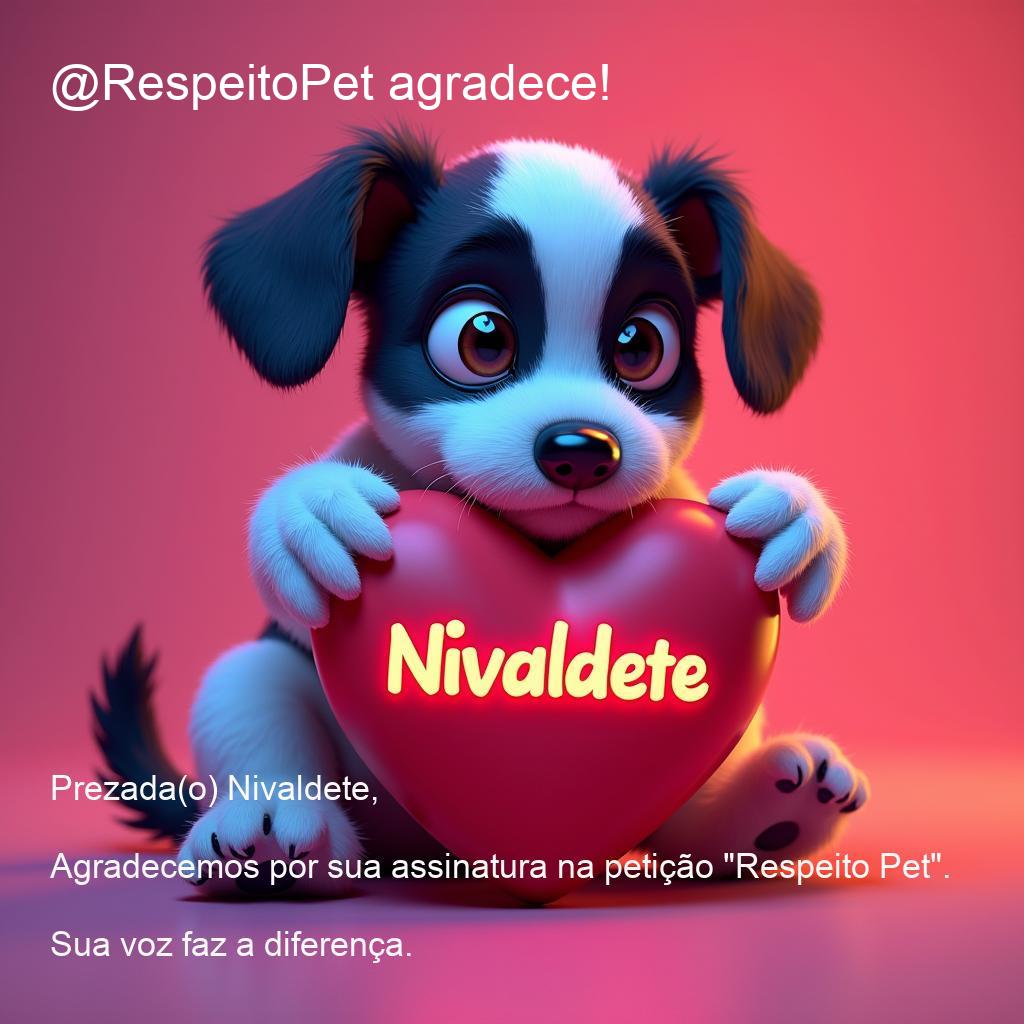 @RespeitoPet agradece!
Nivaldete
Prezada(o) Nivaldete,
Agradecemos por sua assinatura na petição "Respeito Pet".
Sua voz faz a diferença.